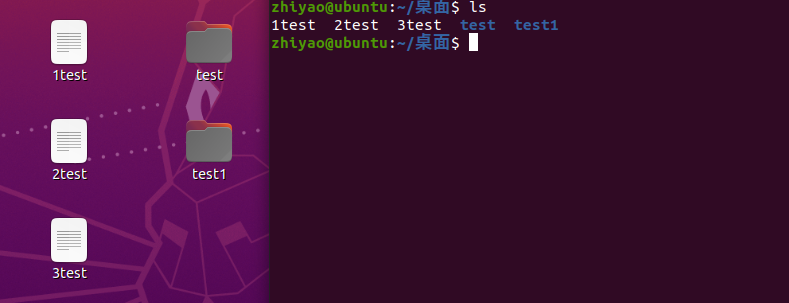 1test
test
2test
test1
3test
zhiyao@ubuntu:~/桌面$ ls
1test  2test  3test  test  test1
zhiyao@ubuntu:~/桌面$